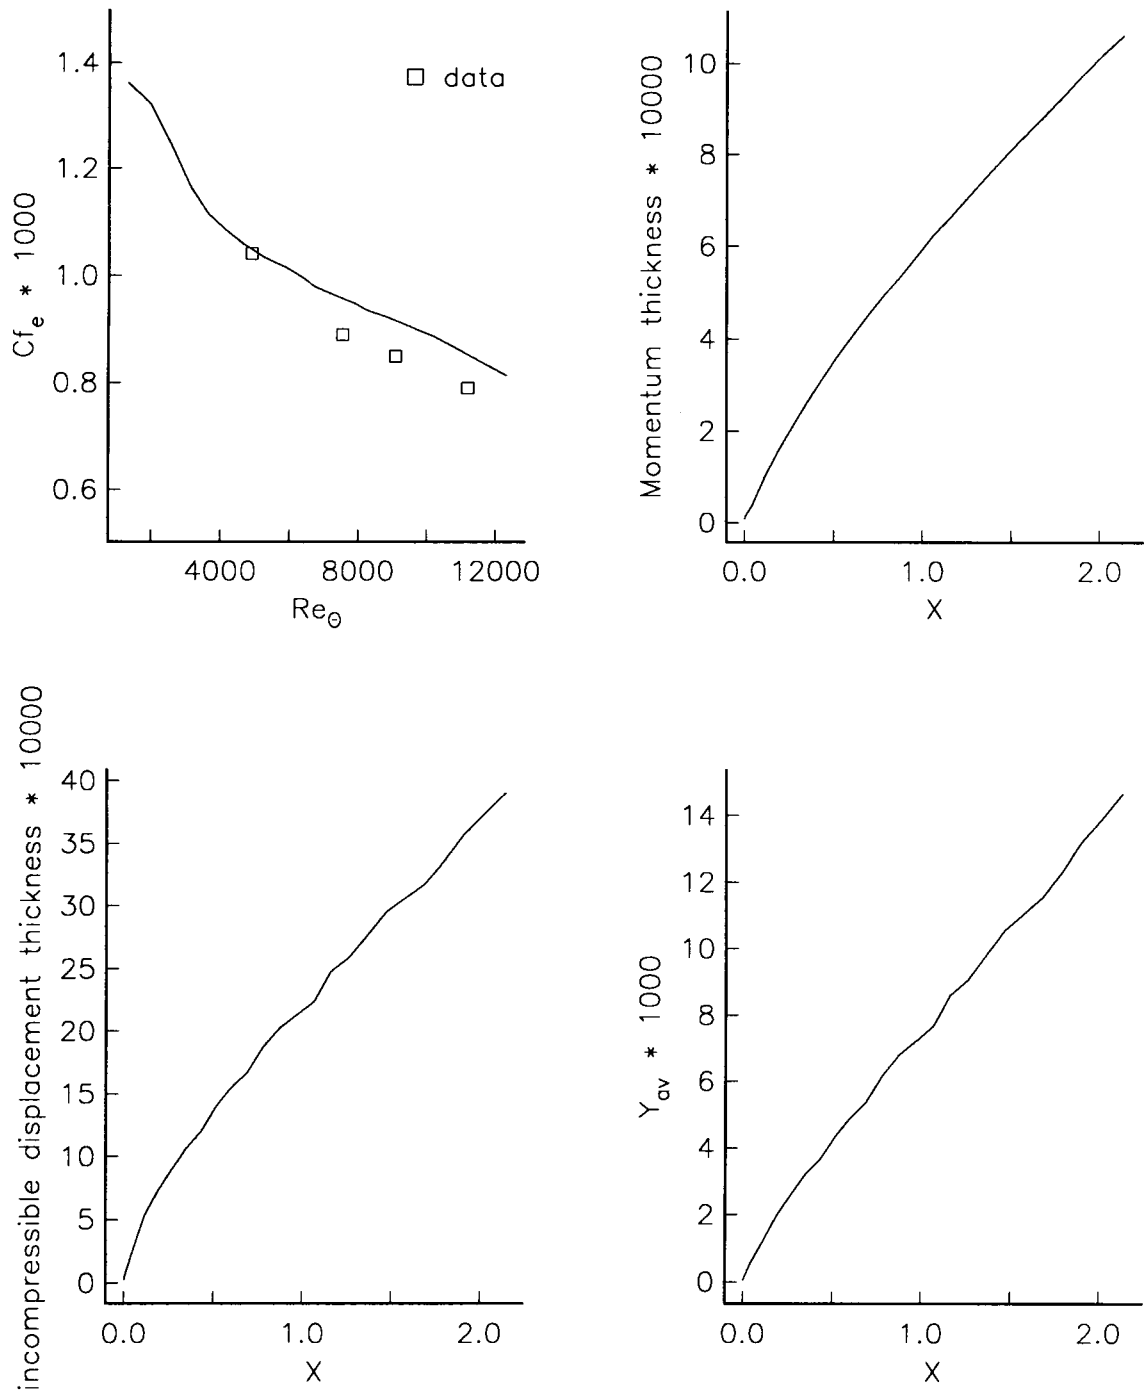 Cf_e * 1000
1.4
1.2
1.0
0.8
0.6
□ data
4000 8000 12000
Re_Θ
Momentum thickness * 10000
10
8
6
4
2
0
0.0 1.0 2.0
X
incompressible displacement thickness * 10000
40
35
30
25
20
15
10
5
0
0.0 1.0 2.0
X
Y_av * 1000
14
12
10
8
6
4
2
0
0.0 1.0 2.0
X